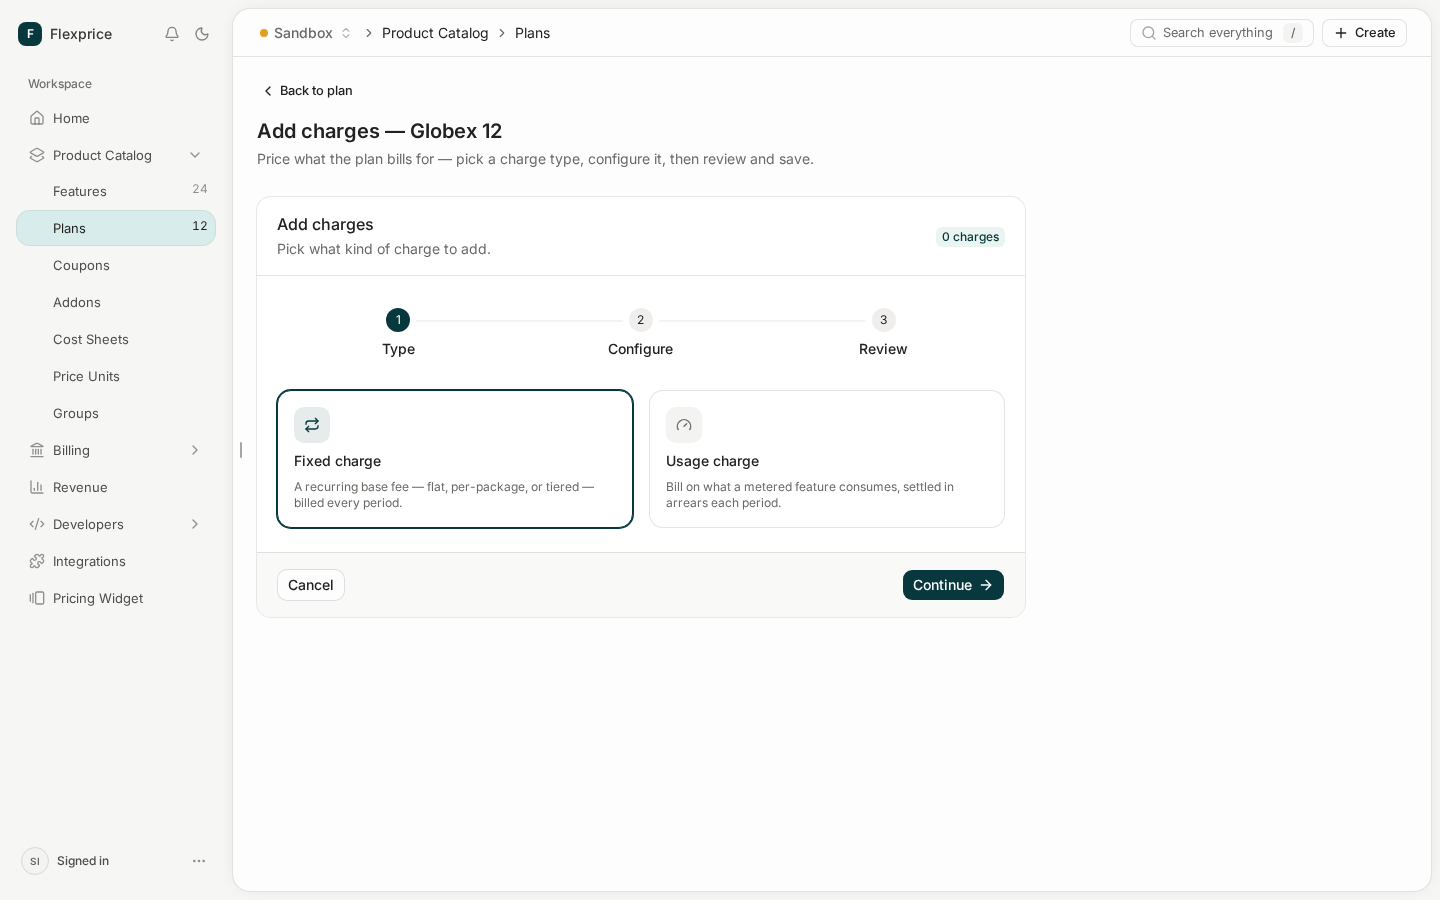 F Flexprice
Sandbox
Product Catalog
Plans
Search everything /
Create
Workspace
Home
Product Catalog
Features 24
Plans 12
Coupons
Addons
Cost Sheets
Price Units
Groups
Billing
Revenue
Developers
Integrations
Pricing Widget
SI Signed in
Back to plan
Add charges — Globex 12
Price what the plan bills for — pick a charge type, configure it, then review and save.
Add charges
Pick what kind of charge to add.
0 charges
1 2 3
Type Configure Review
Fixed charge
A recurring base fee — flat, per-package, or tiered —
billed every period.
Usage charge
Bill on what a metered feature consumes, settled in
arrears each period.
Cancel
Continue